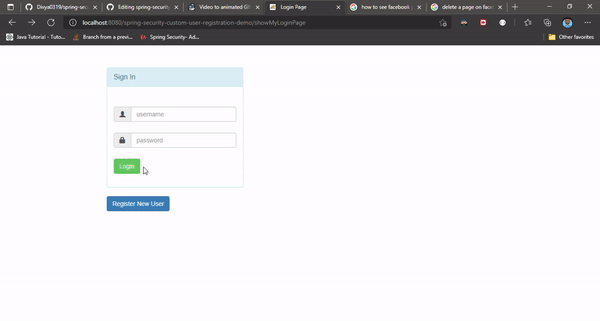 Divya0319/spring-sec
Editing spring-security
Video to animated GI
Login Page
how to see facebook p
delete a page on face
localhost:8080/spring-security-custom-user-registration-demo/showMyLoginPage
Java Tutorial - Tuto...
Branch from a previ...
Spring Security- Ad...
Other favorites
Sign In
username
password
Login
Register New User